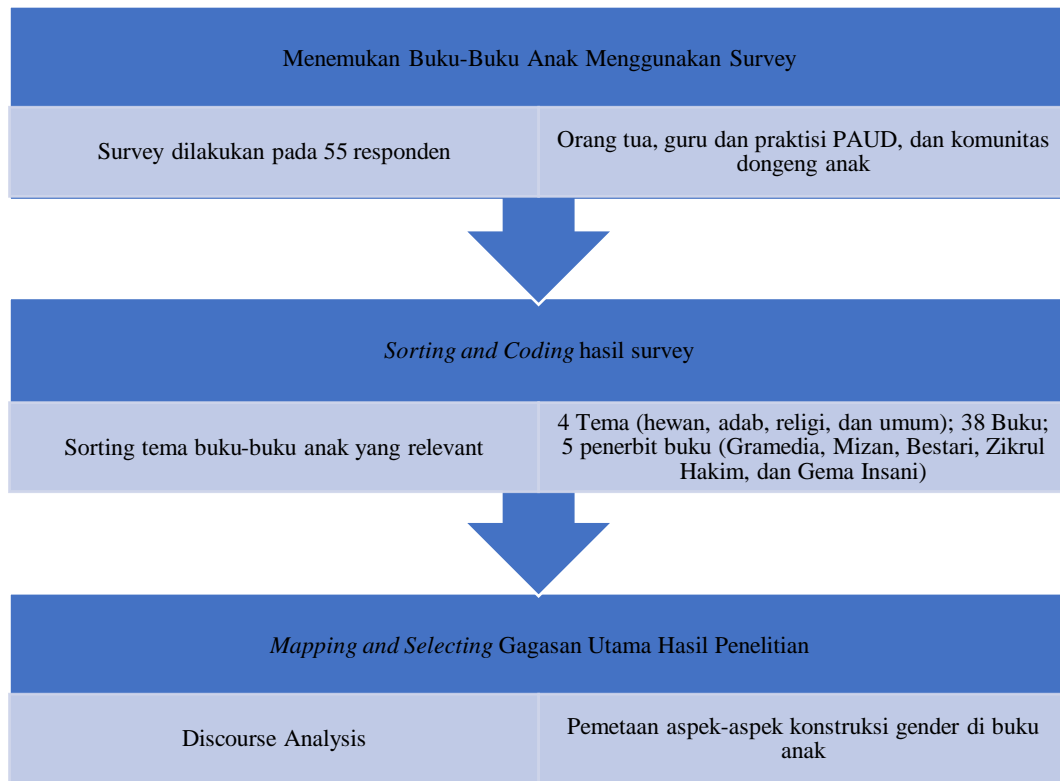 Menemukan Buku-Buku Anak Menggunakan Survey
Survey dilakukan pada 55 responden
Orang tua, guru dan praktisi PAUD, dan komunitas
dongeng anak
Sorting and Coding hasil survey
Sorting tema buku-buku anak yang relevant
4 Tema (hewan, adab, religi, dan umum); 38 Buku;
5 penerbit buku (Gramedia, Mizan, Bestari, Zikrul
Hakim, dan Gema Insani)
Mapping and Selecting Gagasan Utama Hasil Penelitian
Discourse Analysis
Pemetaan aspek-aspek konstruksi gender di buku
anak